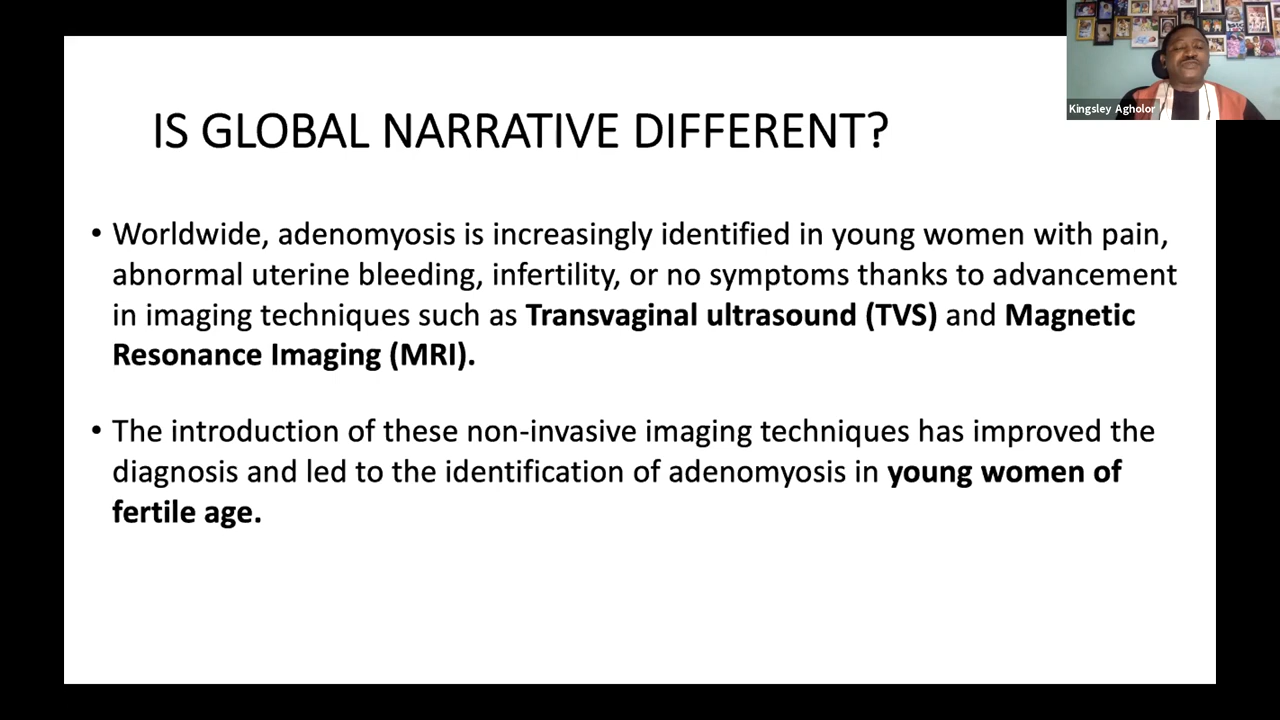 Kingsley Agholor
IS GLOBAL NARRATIVE DIFFERENT?
• Worldwide, adenomyosis is increasingly identified in young women with pain,
abnormal uterine bleeding, infertility, or no symptoms thanks to advancement
in imaging techniques such as Transvaginal ultrasound (TVS) and Magnetic
Resonance Imaging (MRI).
• The introduction of these non-invasive imaging techniques has improved the
diagnosis and led to the identification of adenomyosis in young women of
fertile age.